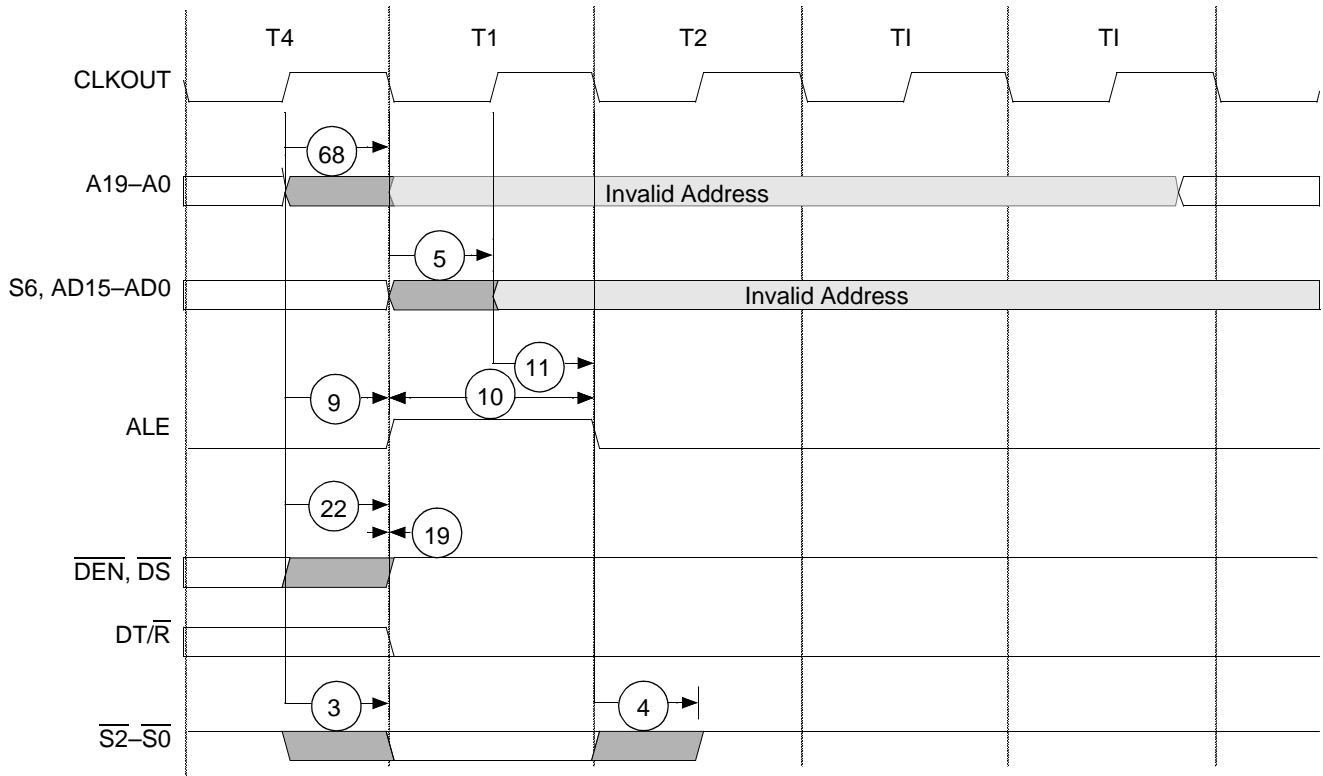 T4 T1 T2 TI TI
CLKOUT
68
A19–A0 Invalid Address
5
S6, AD15–AD0 Invalid Address
11
9 10
ALE
22
19
DEN, DS
DT/R
3 4
S2–S0